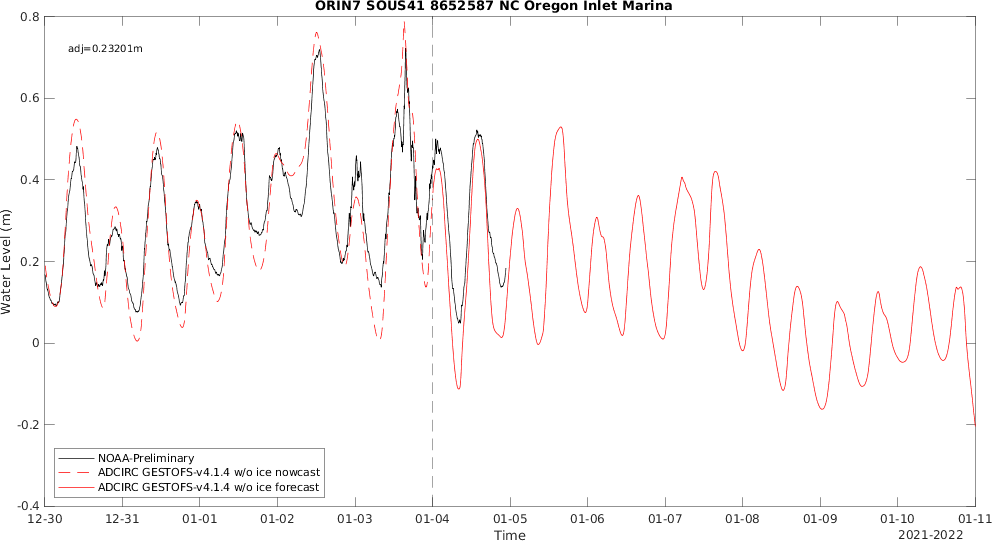 ORIN7 SOUS41 8652587 NC Oregon Inlet Marina
adj=0.23201m
Water Level (m)
0.8
0.6
0.4
0.2
0
-0.2
-0.4
NOAA-Preliminary
ADCIRC GESTOFS-v4.1.4 w/o ice nowcast
ADCIRC GESTOFS-v4.1.4 w/o ice forecast
12-30 12-31 01-01 01-02 01-03 01-04 01-05 01-06 01-07 01-08 01-09 01-10 01-11
Time
2021-2022